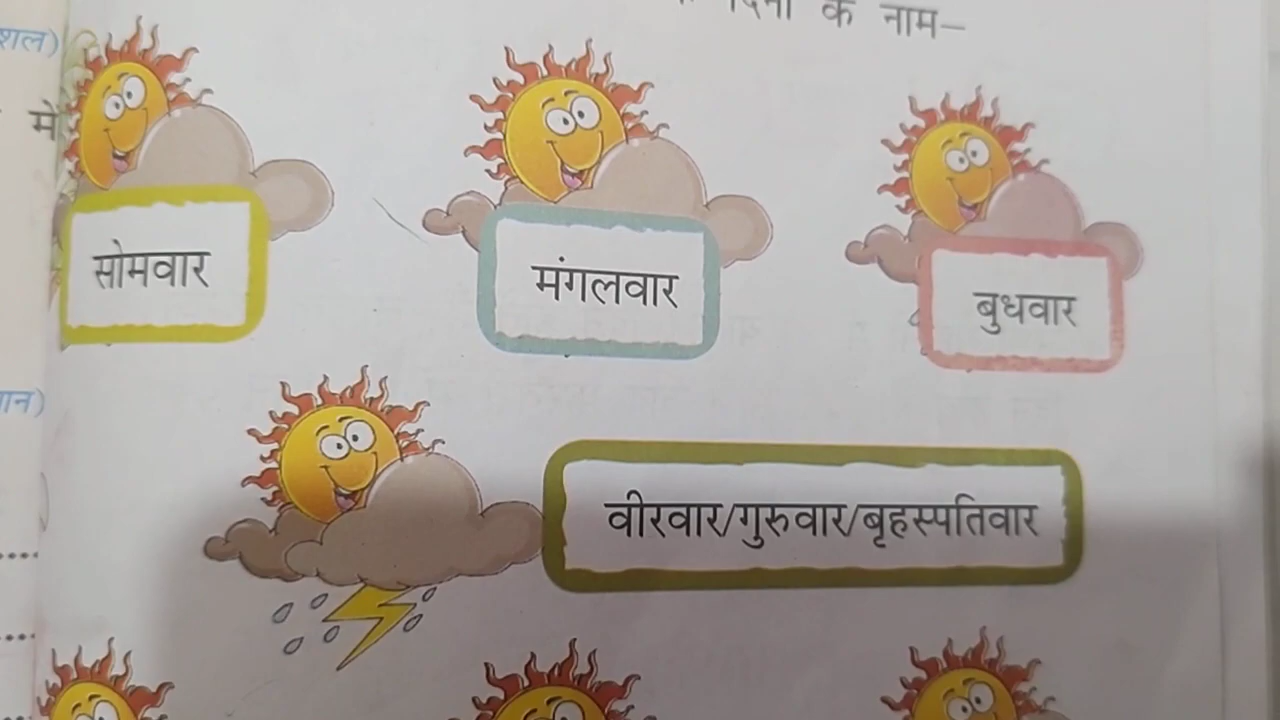 के नाम–
में
सोमवार
मंगलवार
बुधवार
वीरवार/गुरुवार/बृहस्पतिवार